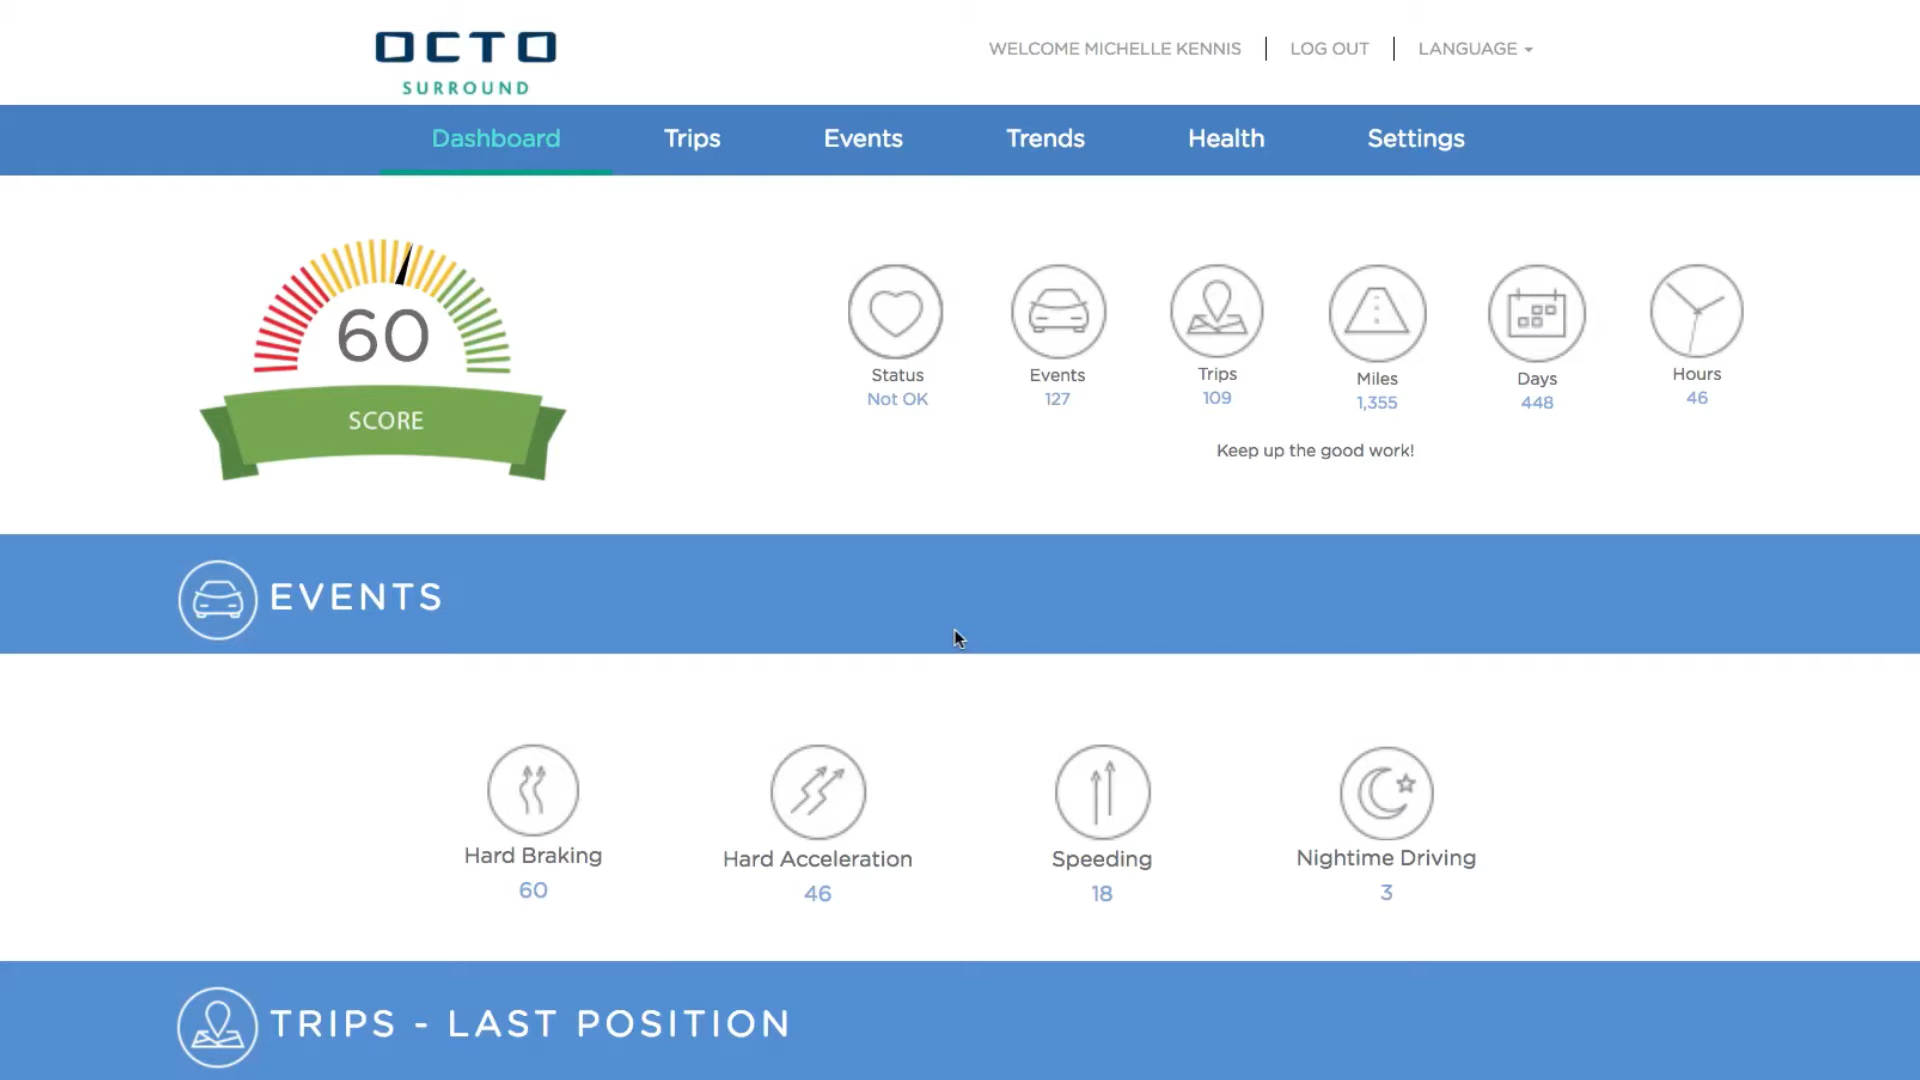 OCTO
SURROUND
WELCOME MICHELLE KENNIS
LOG OUT
LANGUAGE
Dashboard
Trips
Events
Trends
Health
Settings
60
SCORE
Status
Not OK
Events
127
Trips
109
Miles
1,355
Days
448
Hours
46
Keep up the good work!
EVENTS
Hard Braking
60
Hard Acceleration
46
Speeding
18
Nightime Driving
3
TRIPS - LAST POSITION